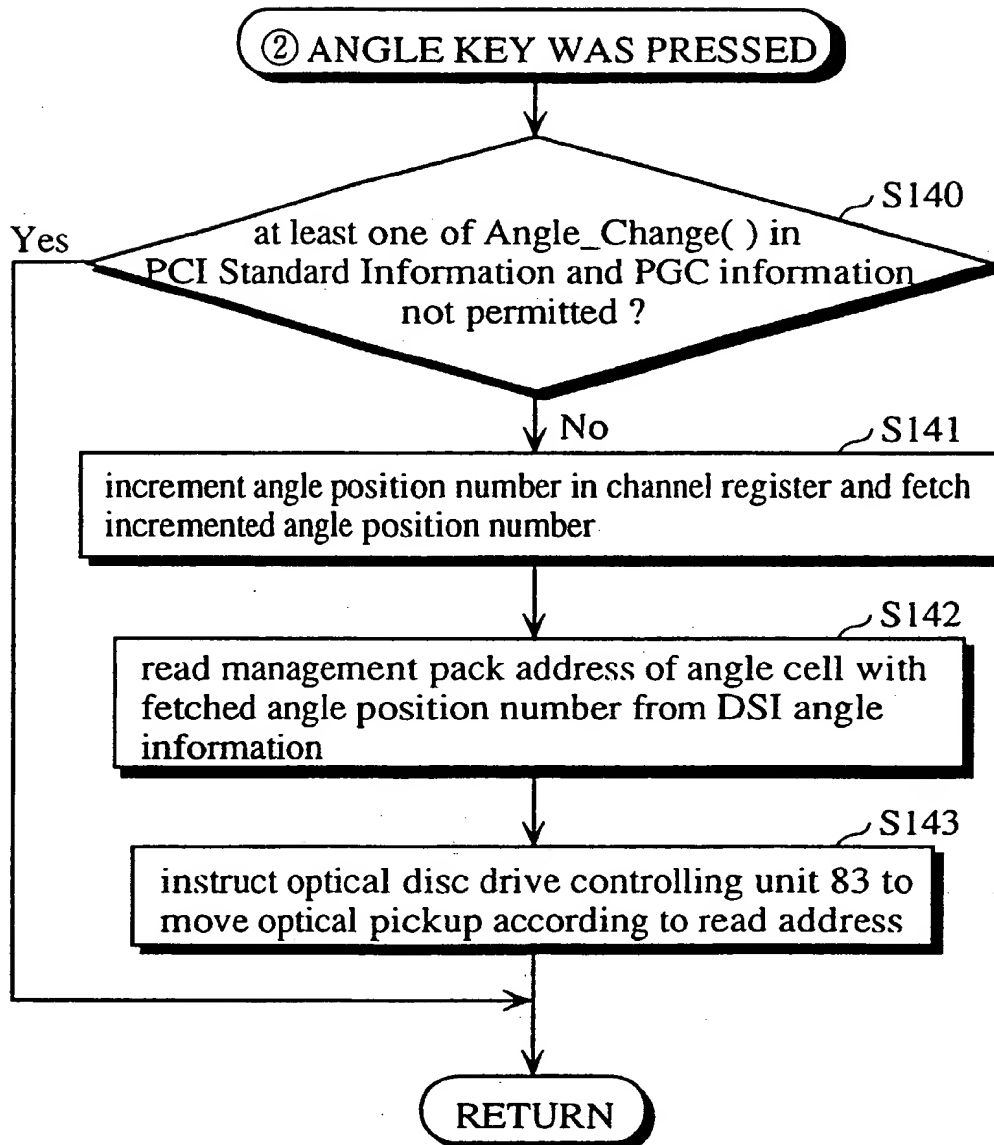 ② ANGLE KEY WAS PRESSED
S140
Yes
at least one of Angle_Change( ) in
PCI Standard Information and PGC information
not permitted ?
No
S141
increment angle position number in channel register and fetch
incremented angle position number
S142
read management pack address of angle cell with
fetched angle position number from DSI angle
information
S143
instruct optical disc drive controlling unit 83 to
move optical pickup according to read address
RETURN